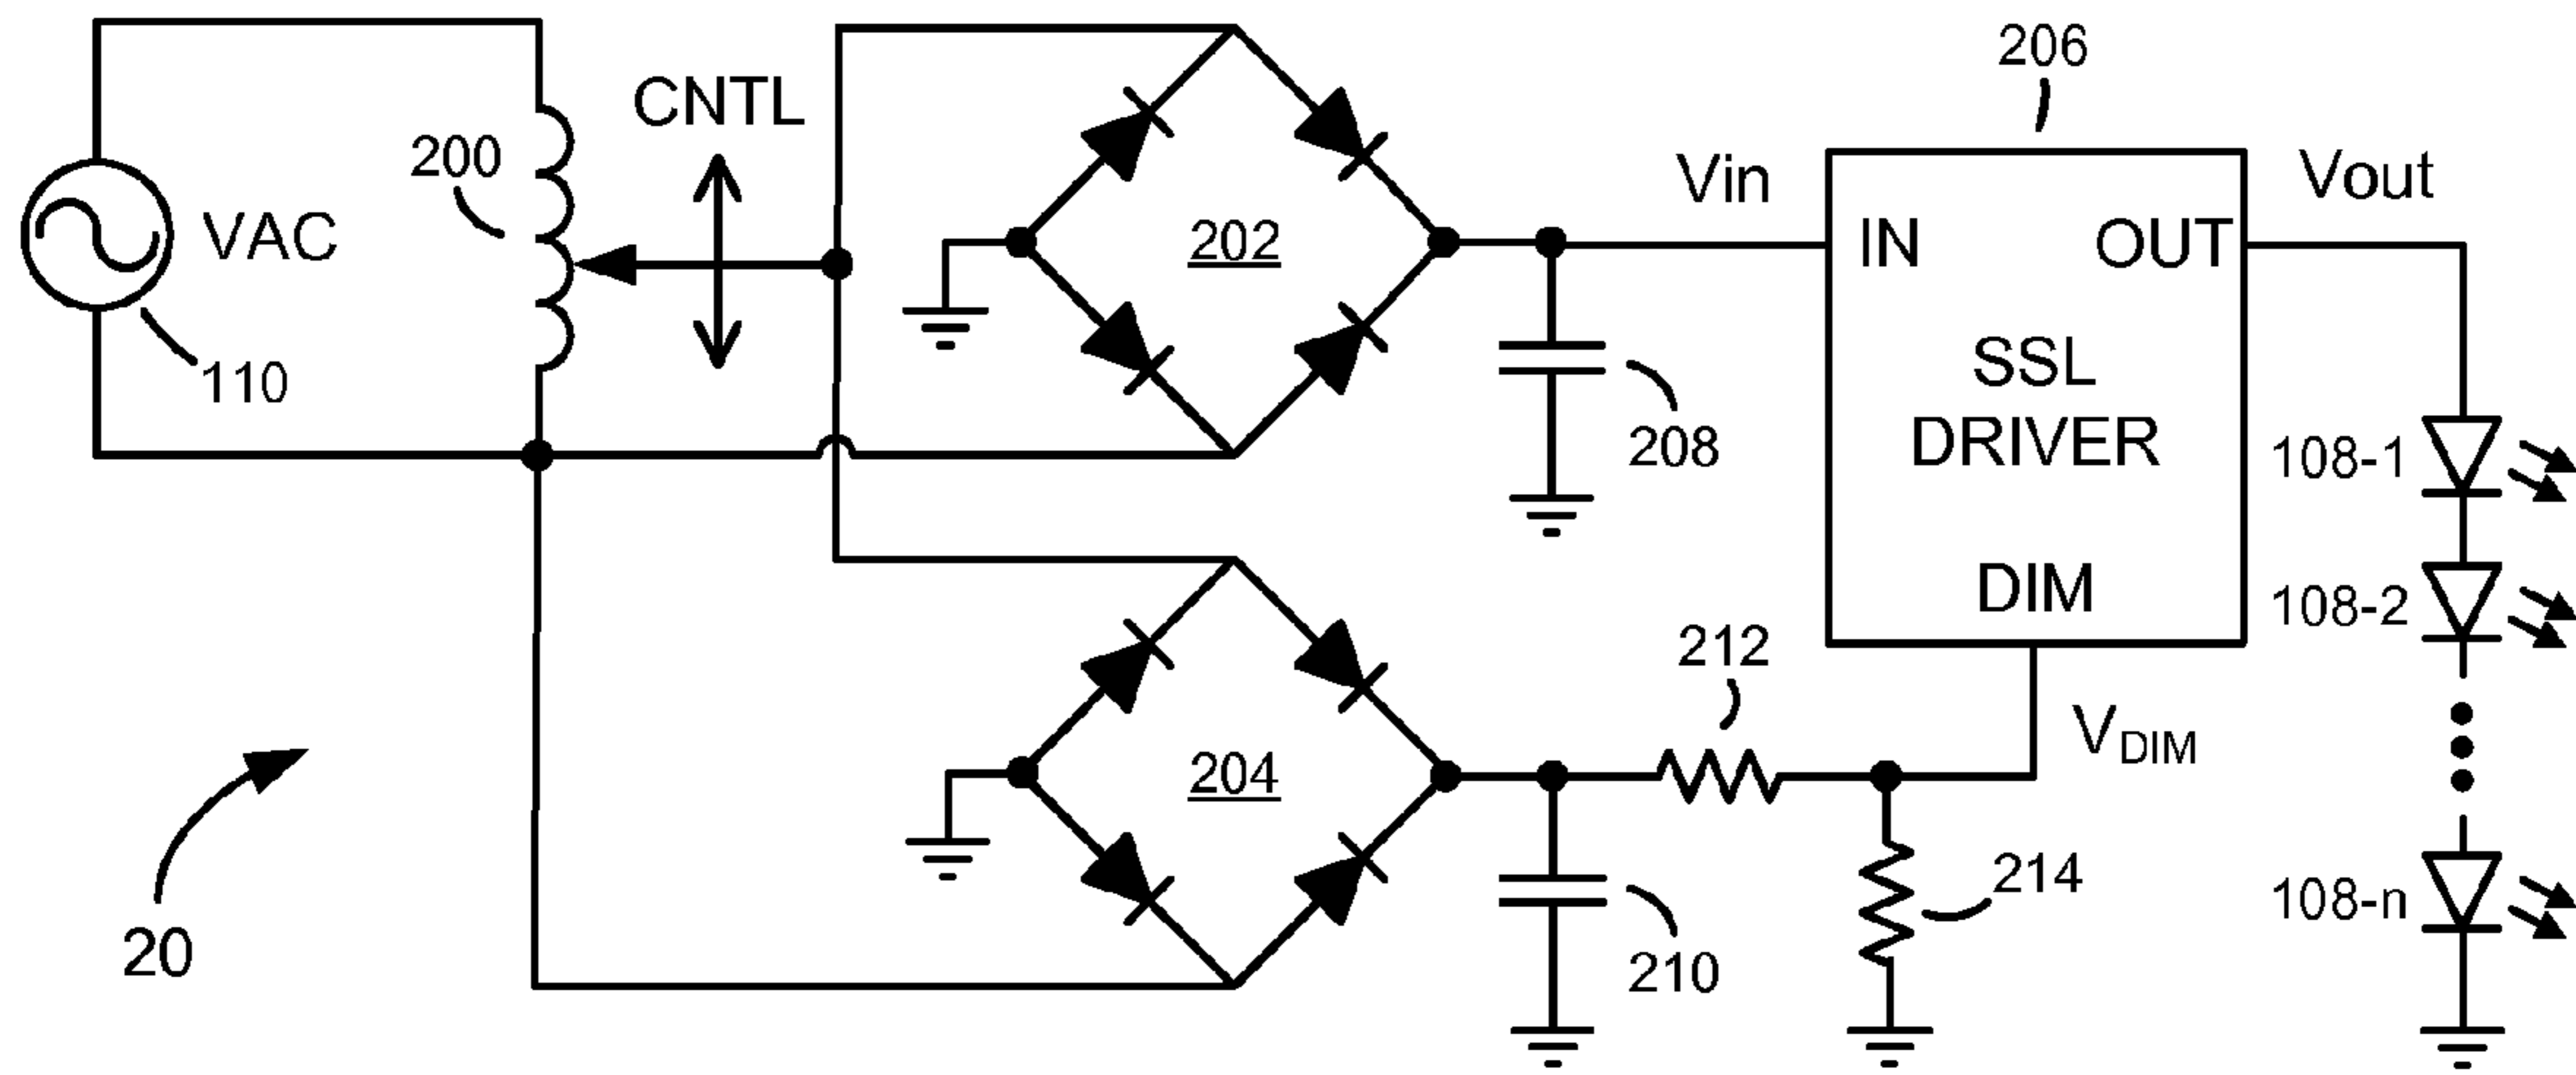 206
CNTL
200
Vin
Vout
VAC
202
IN
OUT
110
SSL
DRIVER
208
108-1
DIM
108-2
212
V_DIM
204
214
108-n
20
210